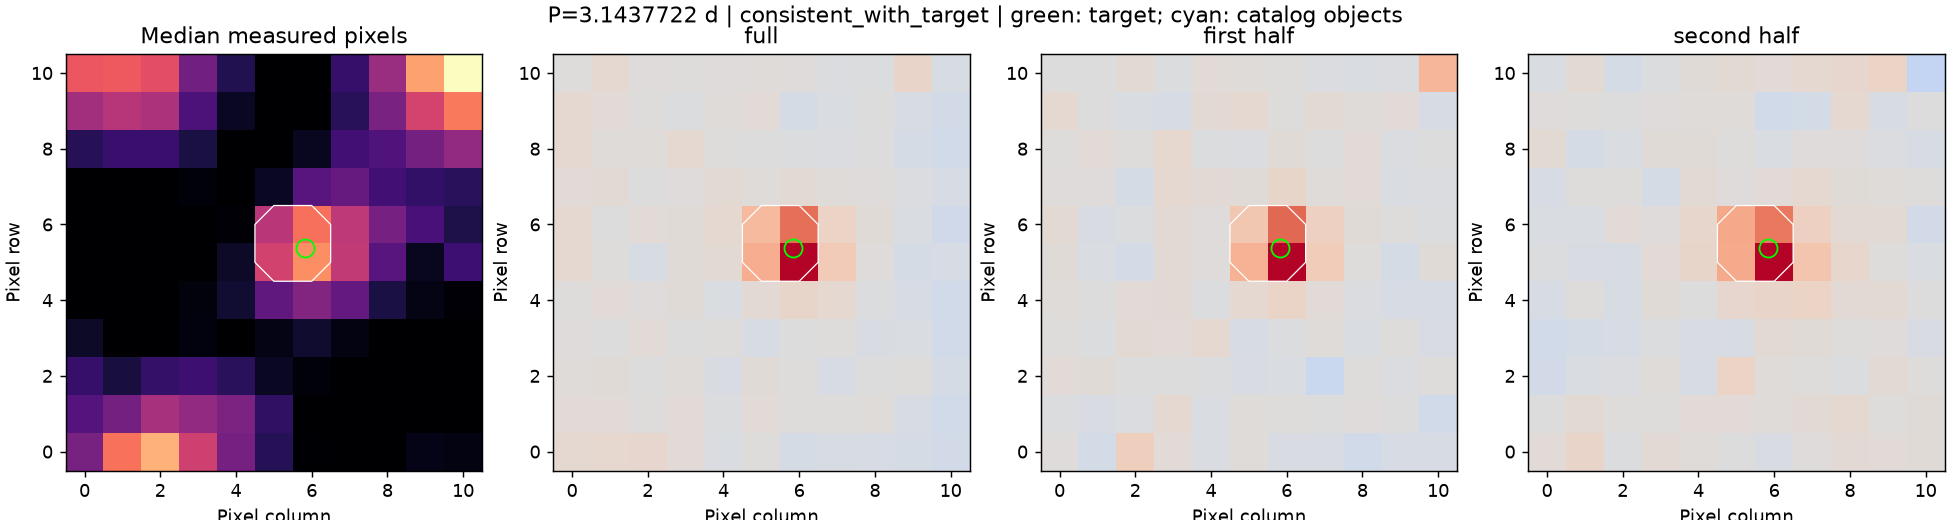 P=3.1437722 d | consistent_with_target | green: target; cyan: catalog objects
Median measured pixels
full
first half
second half
Pixel row
10
8
6
4
2
0
0 2 4 6 8 10
Pixel column
Pixel row
10
8
6
4
2
0
0 2 4 6 8 10
Pixel column
Pixel row
10
8
6
4
2
0
0 2 4 6 8 10
Pixel column
Pixel row
10
8
6
4
2
0
0 2 4 6 8 10
Pixel column